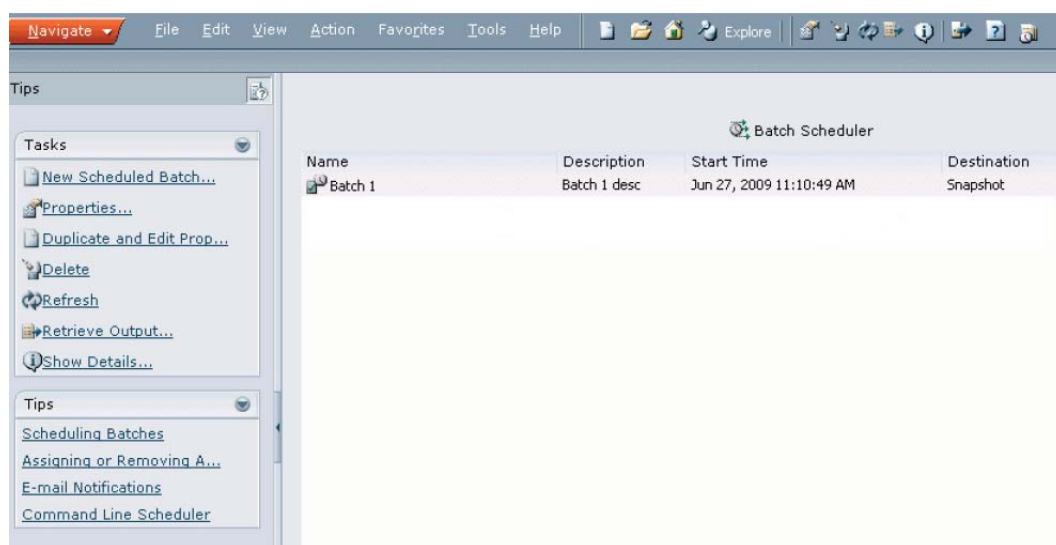 Navigate File Edit View Action Favorites Tools Help Explore
Tips
Tasks
New Scheduled Batch...
Properties...
Duplicate and Edit Prop...
Delete
Refresh
Retrieve Output...
Show Details...
Tips
Scheduling Batches
Assigning or Removing A...
E-mail Notifications
Command Line Scheduler
Batch Scheduler
Name Description Start Time Destination
Batch 1 Batch 1 desc Jun 27, 2009 11:10:49 AM Snapshot